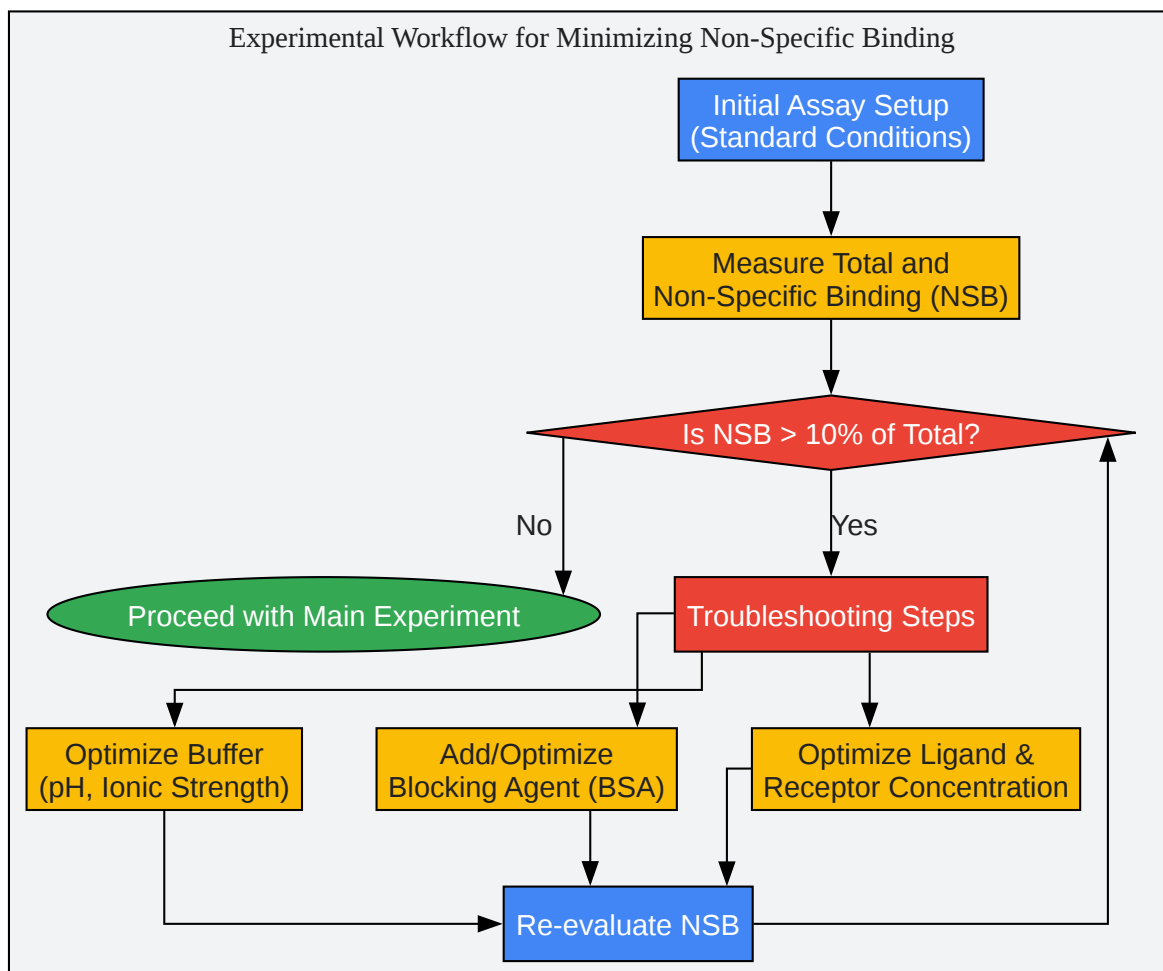 Experimental Workflow for Minimizing Non-Specific Binding
Initial Assay Setup
(Standard Conditions)
Measure Total and
Non-Specific Binding (NSB)
Is NSB > 10% of Total?
No
Yes
Proceed with Main Experiment
Troubleshooting Steps
Optimize Buffer
(pH, Ionic Strength)
Add/Optimize
Blocking Agent (BSA)
Optimize Ligand &
Receptor Concentration
Re-evaluate NSB